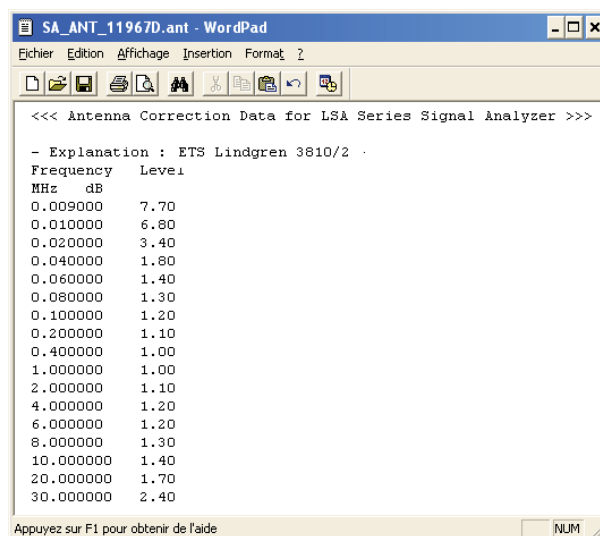 SA_ANT_11967D.ant - WordPad
Fichier Edition Affichage Insertion Format ?
<<< Antenna Correction Data for LSA Series Signal Analyzer >>>
- Explanation : ETS Lindgren 3810/2
Frequency Level
MHz dB
0.009000 7.70
0.010000 6.80
0.020000 3.40
0.040000 1.80
0.060000 1.40
0.080000 1.30
0.100000 1.20
0.200000 1.10
0.400000 1.00
1.000000 1.00
2.000000 1.10
4.000000 1.20
6.000000 1.20
8.000000 1.30
10.000000 1.40
20.000000 1.70
30.000000 2.40
Appuyez sur F1 pour obtenir de l'aide NUM